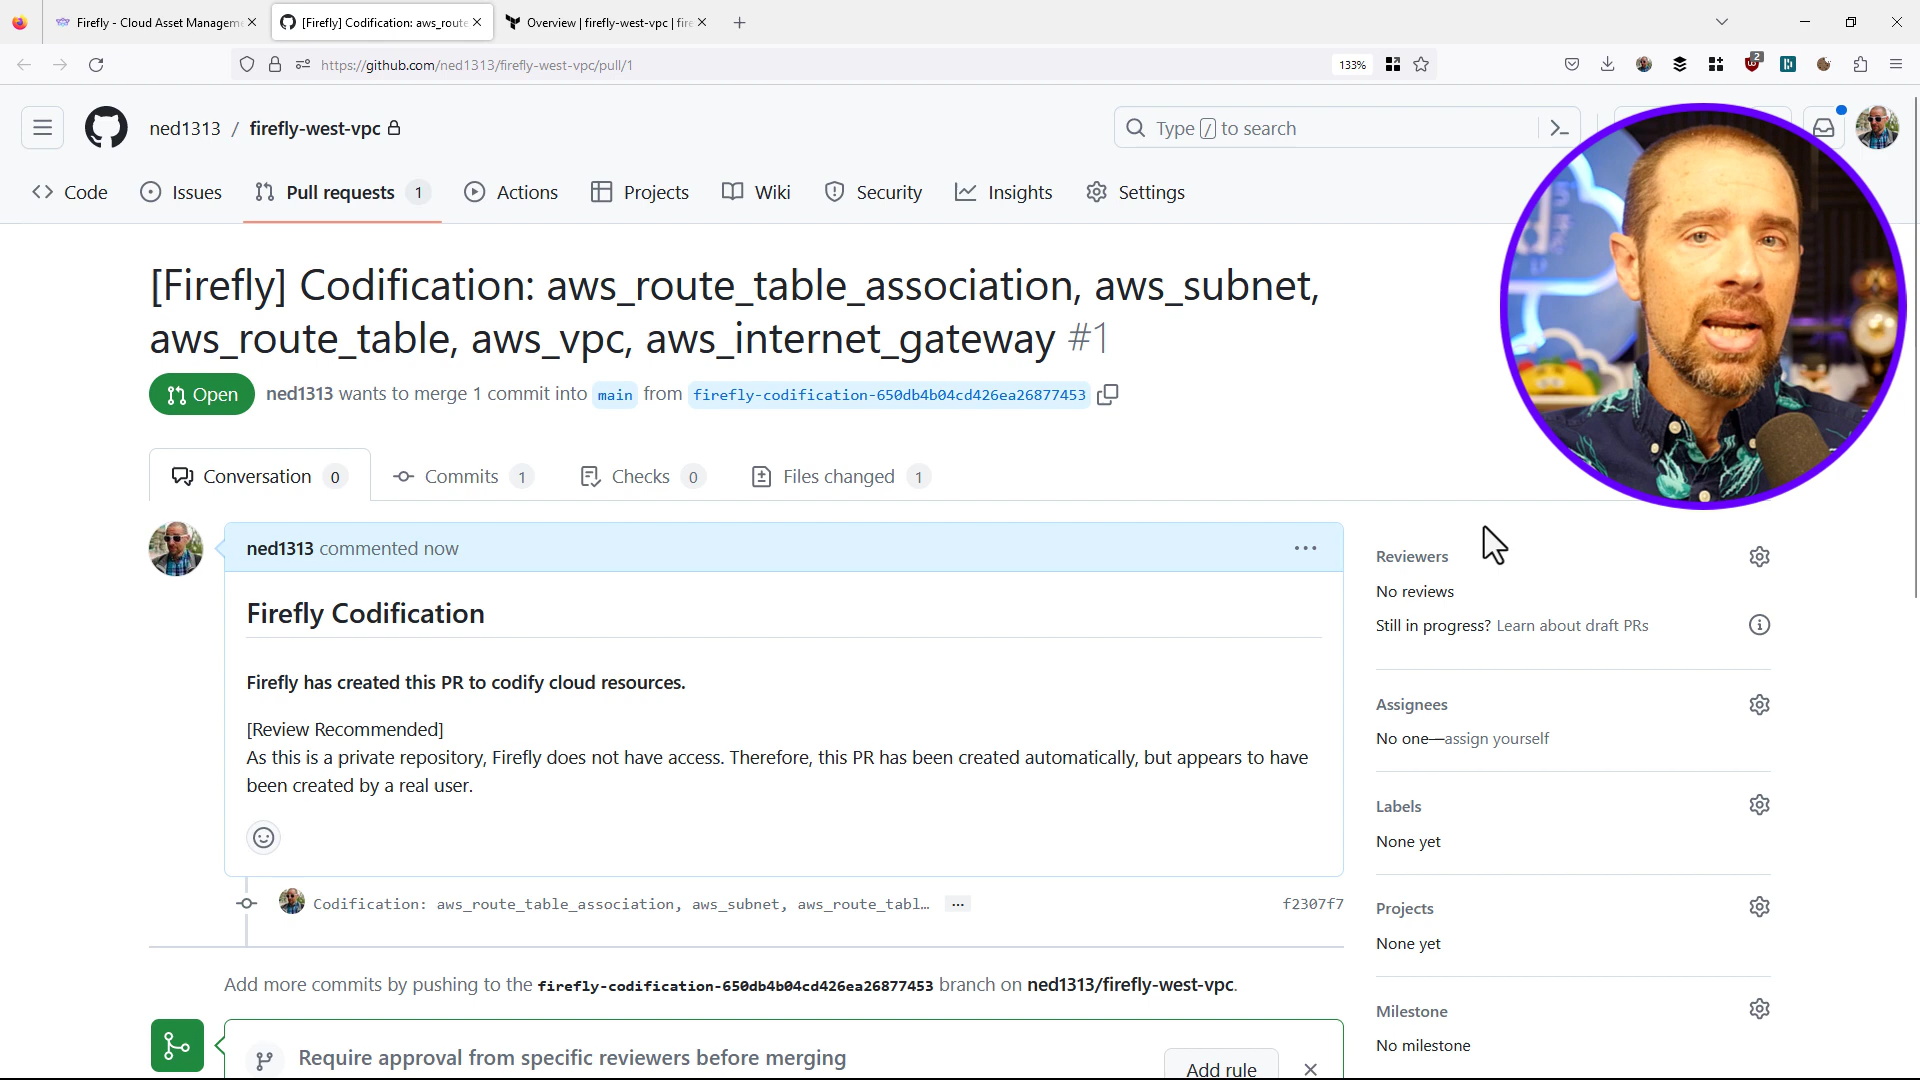 Firefly - Cloud Asset Managem
[Firefly] Codification: aws_route
Overview | firefly-west-vpc | fire
https://github.com/ned1313/firefly-west-vpc/pull/1
133%
2
ned1313 / firefly-west-vpc
Type / to search
Code
Issues
Pull requests 1
Actions
Projects
Wiki
Security
Insights
Settings
[Firefly] Codification: aws_route_table_association, aws_subnet,
aws_route_table, aws_vpc, aws_internet_gateway #1
Open
ned1313 wants to merge 1 commit into main from firefly-codification-650db4b04cd426ea26877453
Conversation 0
Commits 1
Checks 0
Files changed 1
ned1313 commented now
Firefly Codification
Firefly has created this PR to codify cloud resources.
[Review Recommended]
As this is a private repository, Firefly does not have access. Therefore, this PR has been created automatically, but appears to have
been created by a real user.
Codification: aws_route_table_association, aws_subnet, aws_route_tabl…
f2307f7
Add more commits by pushing to the firefly-codification-650db4b04cd426ea26877453 branch on ned1313/firefly-west-vpc.
Require approval from specific reviewers before merging
Add rule
Reviewers
No reviews
Still in progress? Learn about draft PRs
Assignees
No one—assign yourself
Labels
None yet
Projects
None yet
Milestone
No milestone